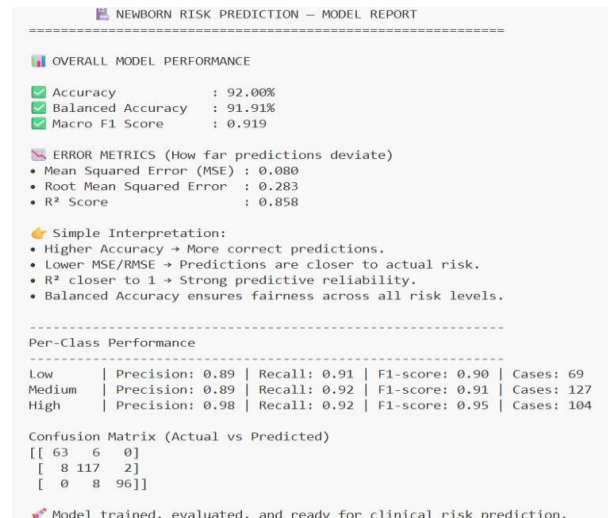 💾 NEWBORN RISK PREDICTION — MODEL REPORT
============================================================
📊 OVERALL MODEL PERFORMANCE
✅ Accuracy : 92.00%
✅ Balanced Accuracy : 91.91%
✅ Macro F1 Score : 0.919
📉 ERROR METRICS (How far predictions deviate)
• Mean Squared Error (MSE) : 0.080
• Root Mean Squared Error : 0.283
• R² Score : 0.858
👉 Simple Interpretation:
• Higher Accuracy → More correct predictions.
• Lower MSE/RMSE → Predictions are closer to actual risk.
• R² closer to 1 → Strong predictive reliability.
• Balanced Accuracy ensures fairness across all risk levels.
------------------------------------------------------------
Per-Class Performance
------------------------------------------------------------
Low | Precision: 0.89 | Recall: 0.91 | F1-score: 0.90 | Cases: 69
Medium | Precision: 0.89 | Recall: 0.92 | F1-score: 0.91 | Cases: 127
High | Precision: 0.98 | Recall: 0.92 | F1-score: 0.95 | Cases: 104
Confusion Matrix (Actual vs Predicted)
[[ 63 6 0]
[ 8 117 2]
[ 0 8 96]]
🚀 Model trained, evaluated, and ready for clinical risk prediction.